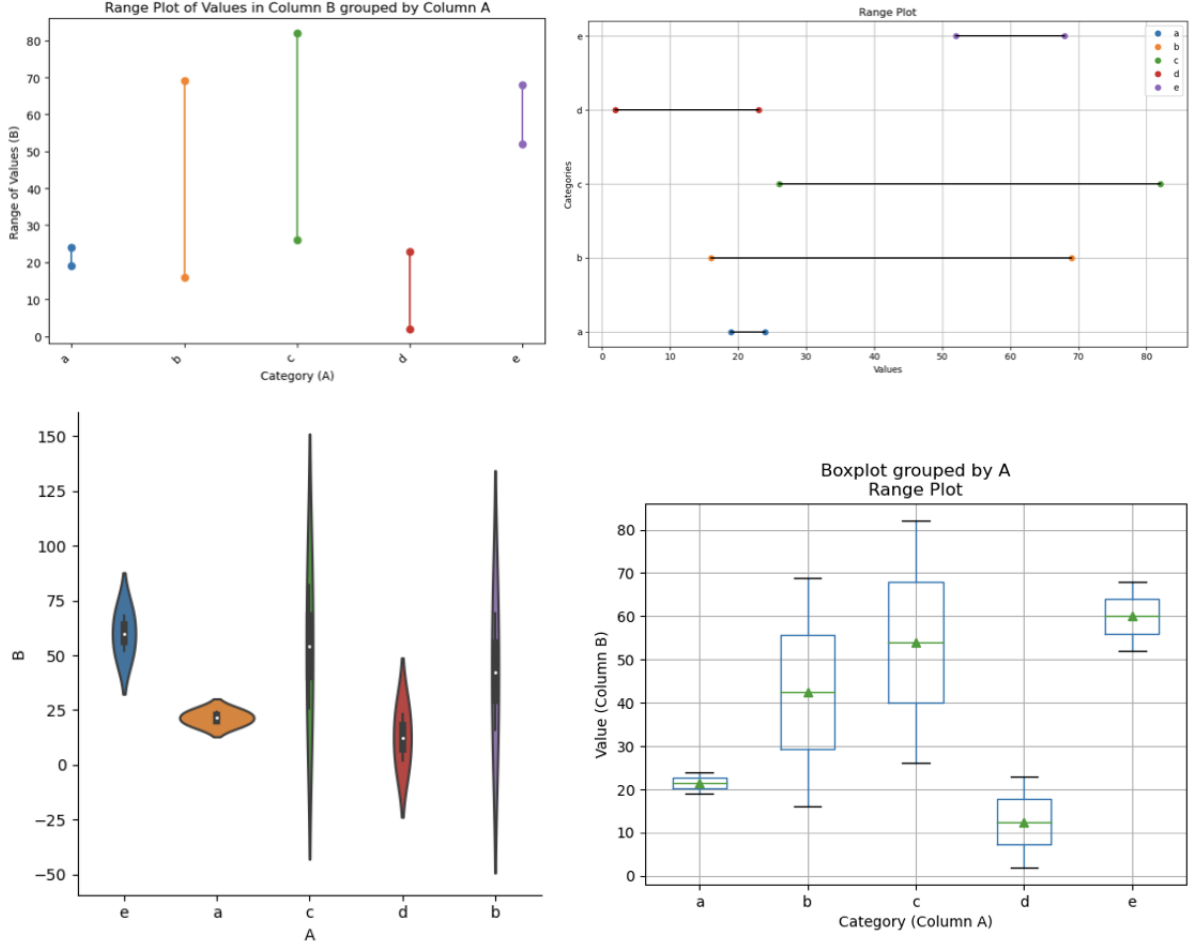 Range Plot of Values in Column B grouped by Column A
80
70
60
50
40
30
20
10
0
Range of Values (B)
a b c d e
Category (A)
Range Plot
a
b
c
d
e
e
d
c
b
a
Categories
0 10 20 30 40 50 60 70 80
Values
150
125
100
75
50
25
0
−25
−50
B
e a c d b
A
Boxplot grouped by A
Range Plot
80
70
60
50
40
30
20
10
0
Value (Column B)
a b c d e
Category (Column A)